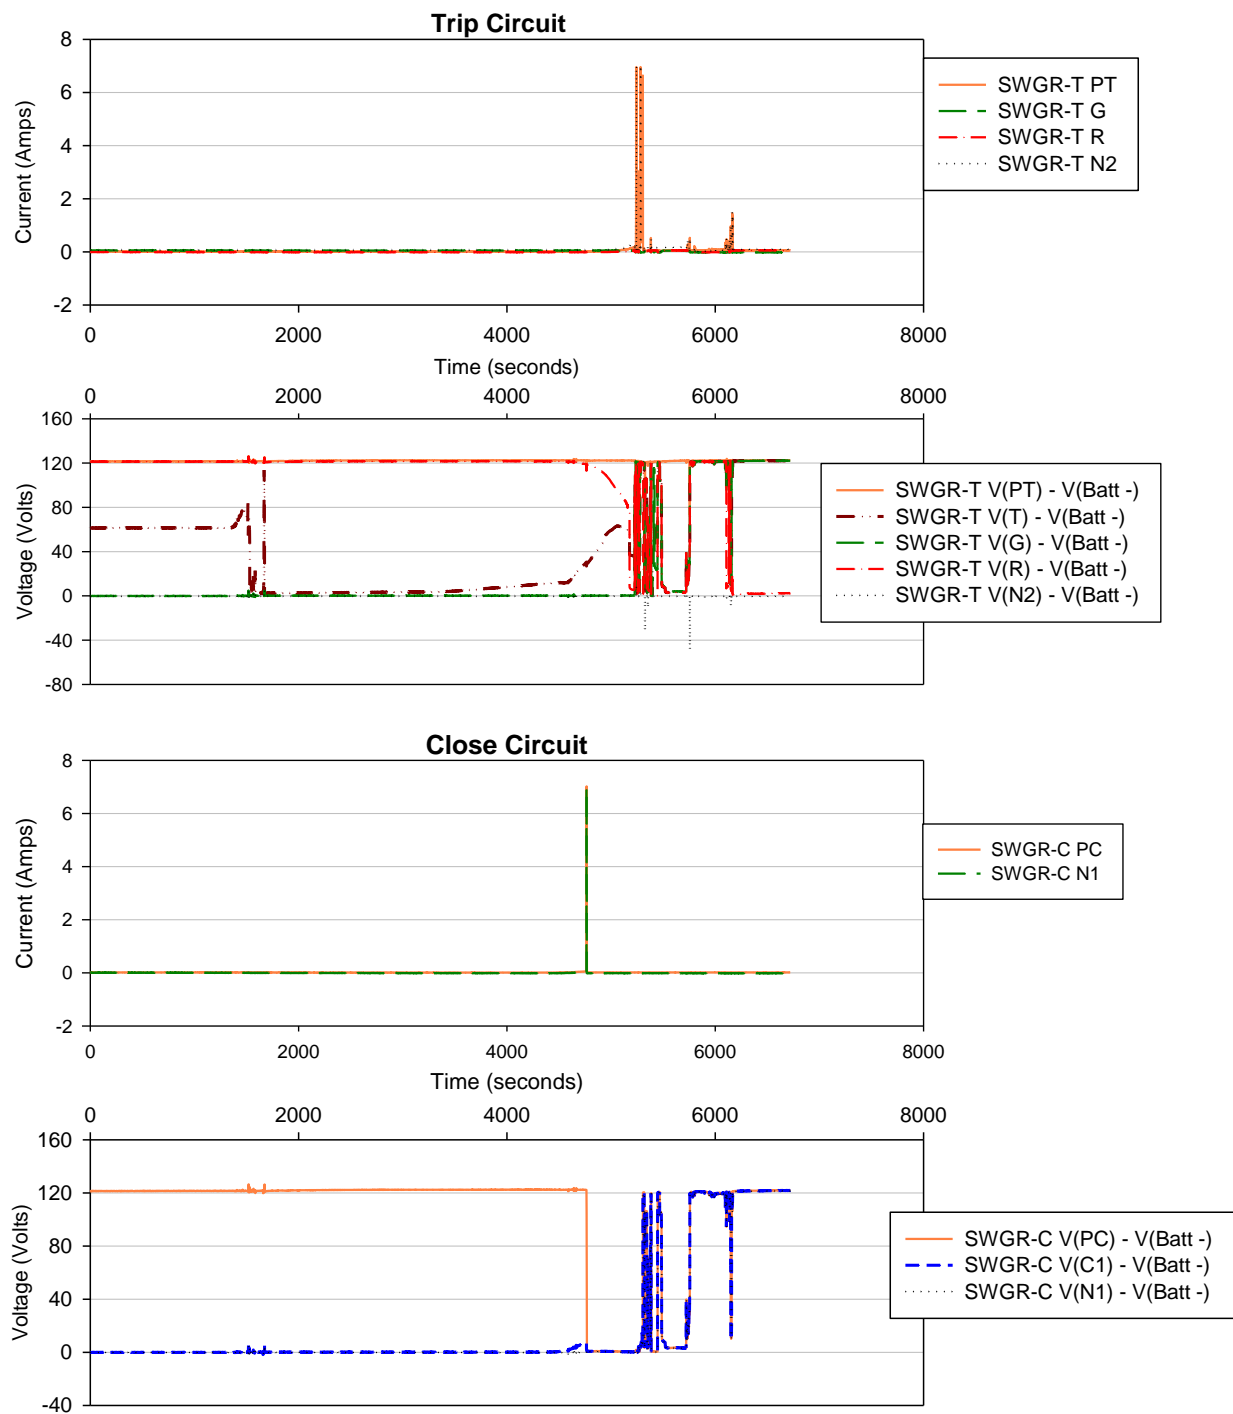 Trip Circuit
8
6
4
2
0
-2
Current (Amps)
0 2000 4000 6000 8000
Time (seconds)
SWGR-T PT
SWGR-T G
SWGR-T R
SWGR-T N2
0 2000 4000 6000 8000
160
120
80
40
0
-40
-80
Voltage (Volts)
SWGR-T V(PT) - V(Batt -)
SWGR-T V(T) - V(Batt -)
SWGR-T V(G) - V(Batt -)
SWGR-T V(R) - V(Batt -)
SWGR-T V(N2) - V(Batt -)
Close Circuit
8
6
4
2
0
-2
Current (Amps)
0 2000 4000 6000 8000
Time (seconds)
SWGR-C PC
SWGR-C N1
0 2000 4000 6000 8000
160
120
80
40
0
-40
Voltage (Volts)
SWGR-C V(PC) - V(Batt -)
SWGR-C V(C1) - V(Batt -)
SWGR-C V(N1) - V(Batt -)